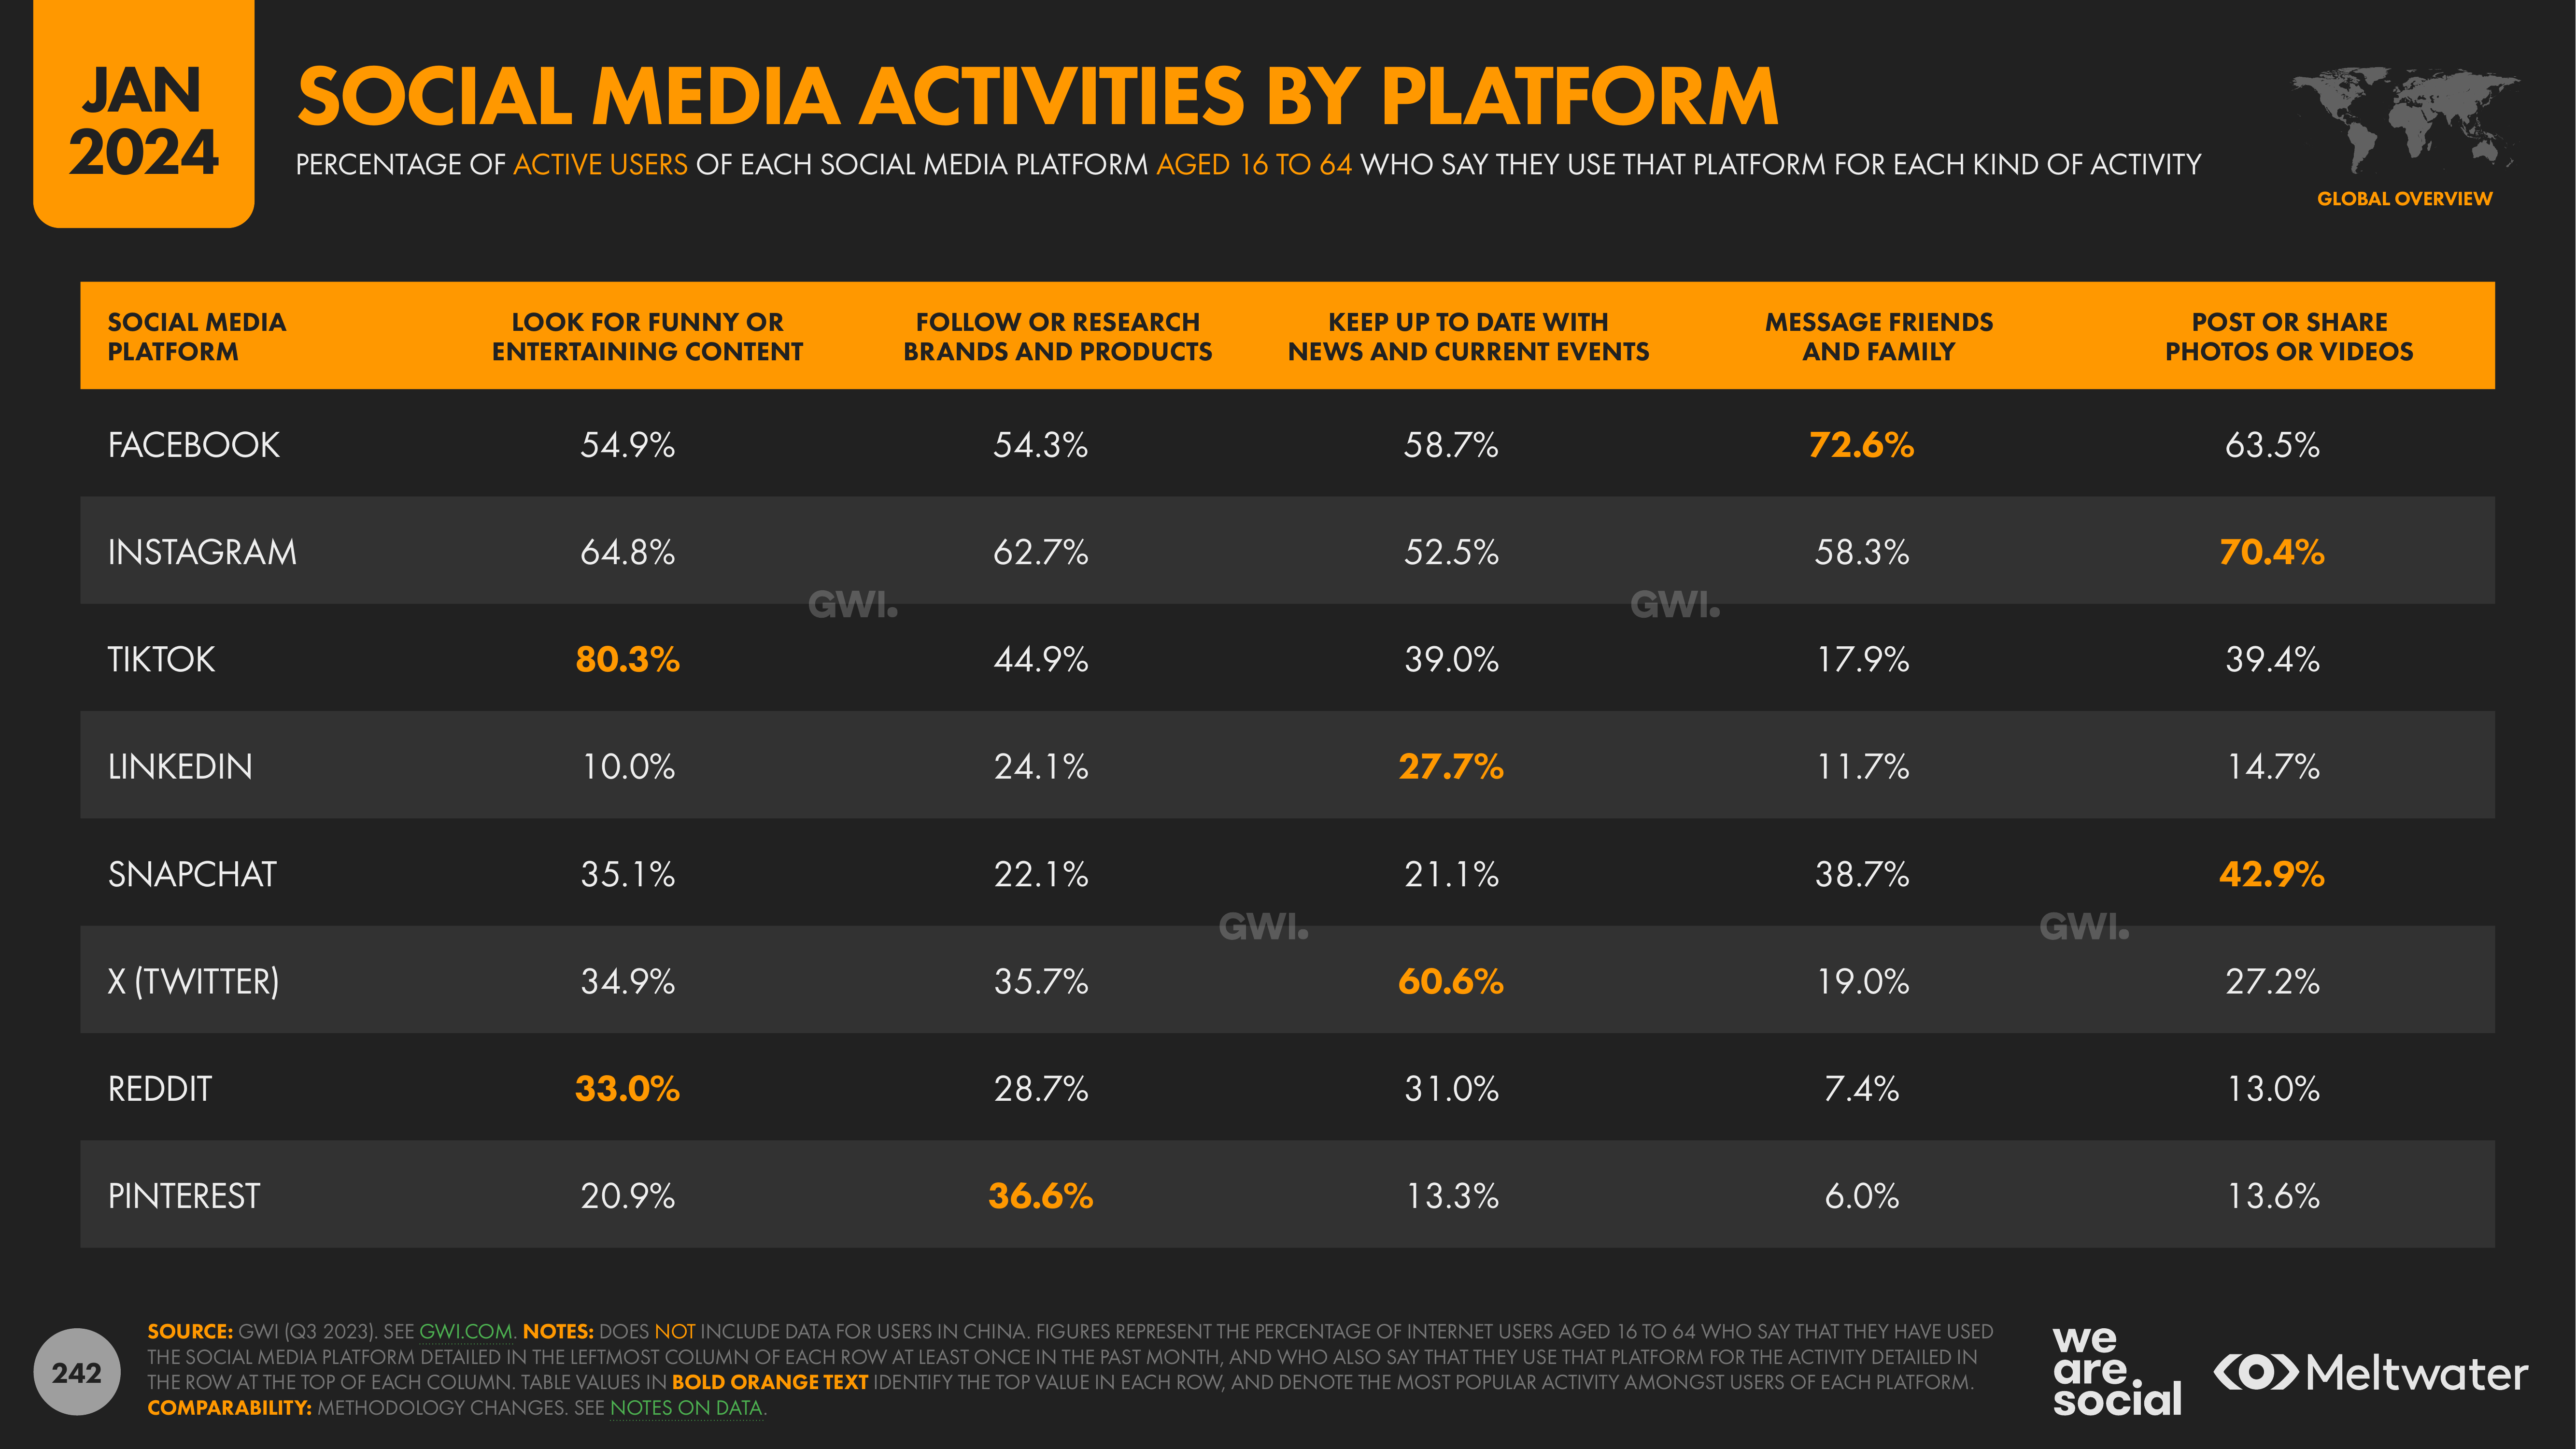 JAN
2024
SOCIAL MEDIA ACTIVITIES BY PLATFORM
PERCENTAGE OF ACTIVE USERS OF EACH SOCIAL MEDIA PLATFORM AGED 16 TO 64 WHO SAY THEY USE THAT PLATFORM FOR EACH KIND OF ACTIVITY
GLOBAL OVERVIEW
SOCIAL MEDIA PLATFORM LOOK FOR FUNNY OR ENTERTAINING CONTENT FOLLOW OR RESEARCH BRANDS AND PRODUCTS KEEP UP TO DATE WITH NEWS AND CURRENT EVENTS MESSAGE FRIENDS AND FAMILY POST OR SHARE PHOTOS OR VIDEOS
FACEBOOK 54.9% 54.3% 58.7% 72.6% 63.5%
INSTAGRAM 64.8% 62.7% 52.5% 58.3% 70.4%
GWI. GWI.
TIKTOK 80.3% 44.9% 39.0% 17.9% 39.4%
LINKEDIN 10.0% 24.1% 27.7% 11.7% 14.7%
SNAPCHAT 35.1% 22.1% 21.1% 38.7% 42.9%
GWI. GWI.
X (TWITTER) 34.9% 35.7% 60.6% 19.0% 27.2%
REDDIT 33.0% 28.7% 31.0% 7.4% 13.0%
PINTEREST 20.9% 36.6% 13.3% 6.0% 13.6%
242
SOURCE: GWI (Q3 2023). SEE GWI.COM. NOTES: DOES NOT INCLUDE DATA FOR USERS IN CHINA. FIGURES REPRESENT THE PERCENTAGE OF INTERNET USERS AGED 16 TO 64 WHO SAY THAT THEY HAVE USED
THE SOCIAL MEDIA PLATFORM DETAILED IN THE LEFTMOST COLUMN OF EACH ROW AT LEAST ONCE IN THE PAST MONTH, AND WHO ALSO SAY THAT THEY USE THAT PLATFORM FOR THE ACTIVITY DETAILED IN
THE ROW AT THE TOP OF EACH COLUMN. TABLE VALUES IN BOLD ORANGE TEXT IDENTIFY THE TOP VALUE IN EACH ROW, AND DENOTE THE MOST POPULAR ACTIVITY AMONGST USERS OF EACH PLATFORM.
COMPARABILITY: METHODOLOGY CHANGES. SEE NOTES ON DATA.
we
are.
social
Meltwater